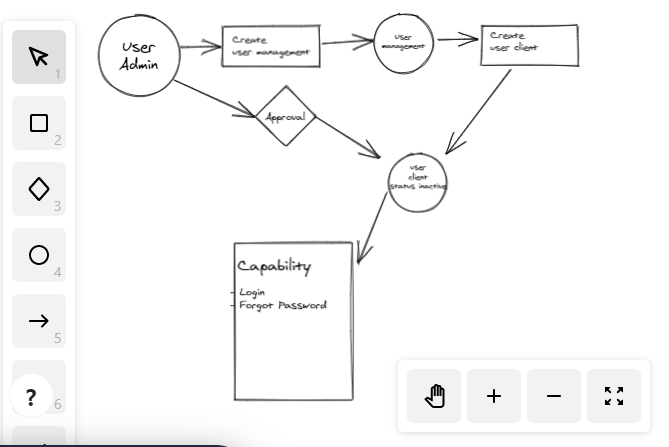 User
Admin
Create
user management
User
management
Create
user client
Approval
user
client
status inactive
Capability
- Login
- Forgot Password
1
2
3
4
5
6
?